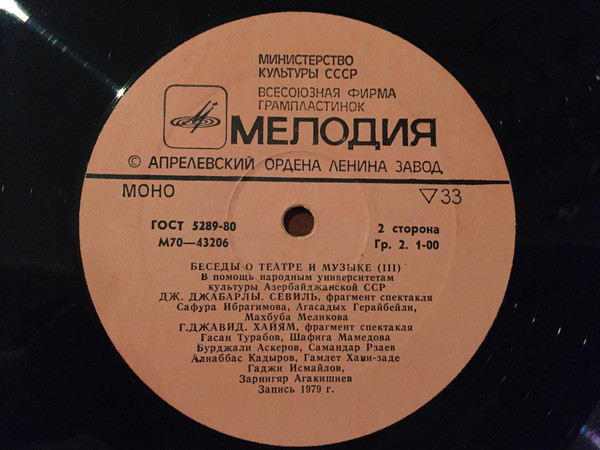 МИНИСТЕРСТВО
КУЛЬТУРЫ СССР
ВСЕСОЮЗНАЯ ФИРМА
ГРАМПЛАСТИНОК
МЕЛОДИЯ
© АПРЕЛЕВСКИЙ ОРДЕНА ЛЕНИНА ЗАВОД
МОНО ▽33
ГОСТ 5289-80 2 сторона
М70—43206 Гр. 2. 1-00
БЕСЕДЫ О ТЕАТРЕ И МУЗЫКЕ (III)
В помощь народным университетам
культуры Азербайджанской ССР
ДЖ. ДЖАБАРЛЫ. СЕВИЛЬ, фрагмент спектакля
Сафура Ибрагимова, Агасадых Герайбейли,
Махбуба Меликова
Г.ДЖАВИД. ХАЙЯМ, фрагмент спектакля
Гасан Турабов, Шафига Мамедова
Бурджали Аскеров, Самандар Рзаев
Алиаббас Кадыров, Гамлет Хани-заде
Гаджи Исмайлов,
Зарнигяр Агакишиев
Запись 1979 г.